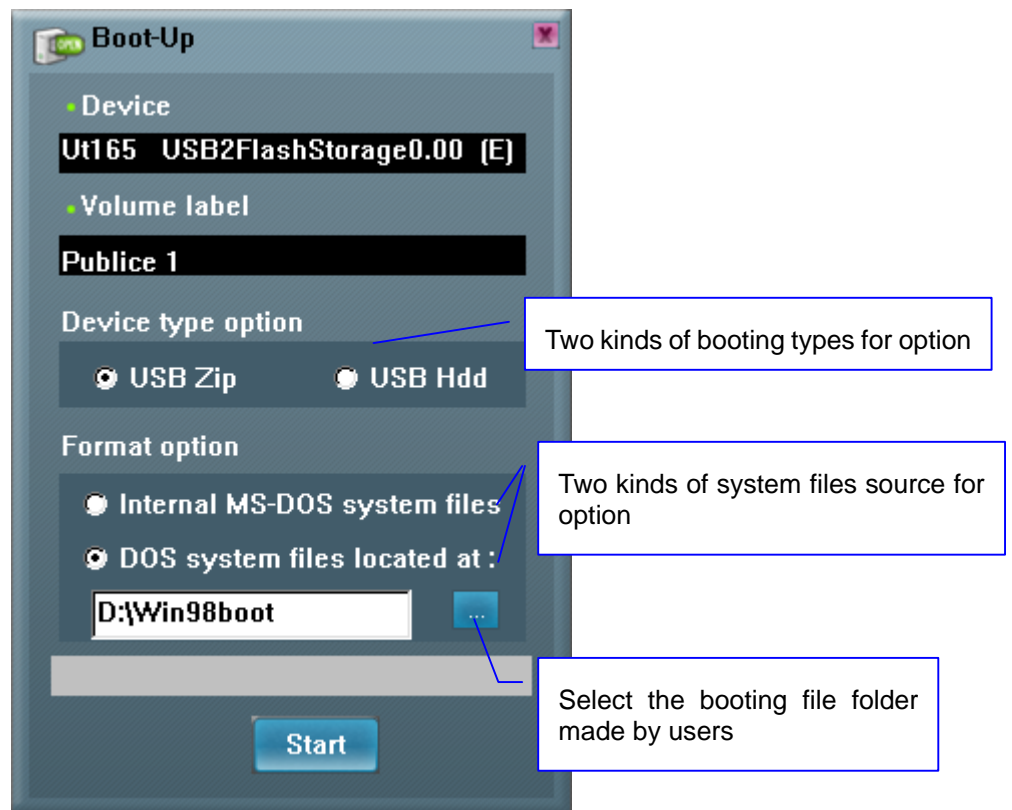 Boot-Up
Device
Ut165 USB2FlashStorage0.00 (E)
Volume label
Publice 1
Device type option
Two kinds of booting types for option
USB Zip USB Hdd
Format option
Internal MS-DOS system files
Two kinds of system files source for
option
DOS system files located at :
D:\Win98boot ...
Select the booting file folder
made by users
Start